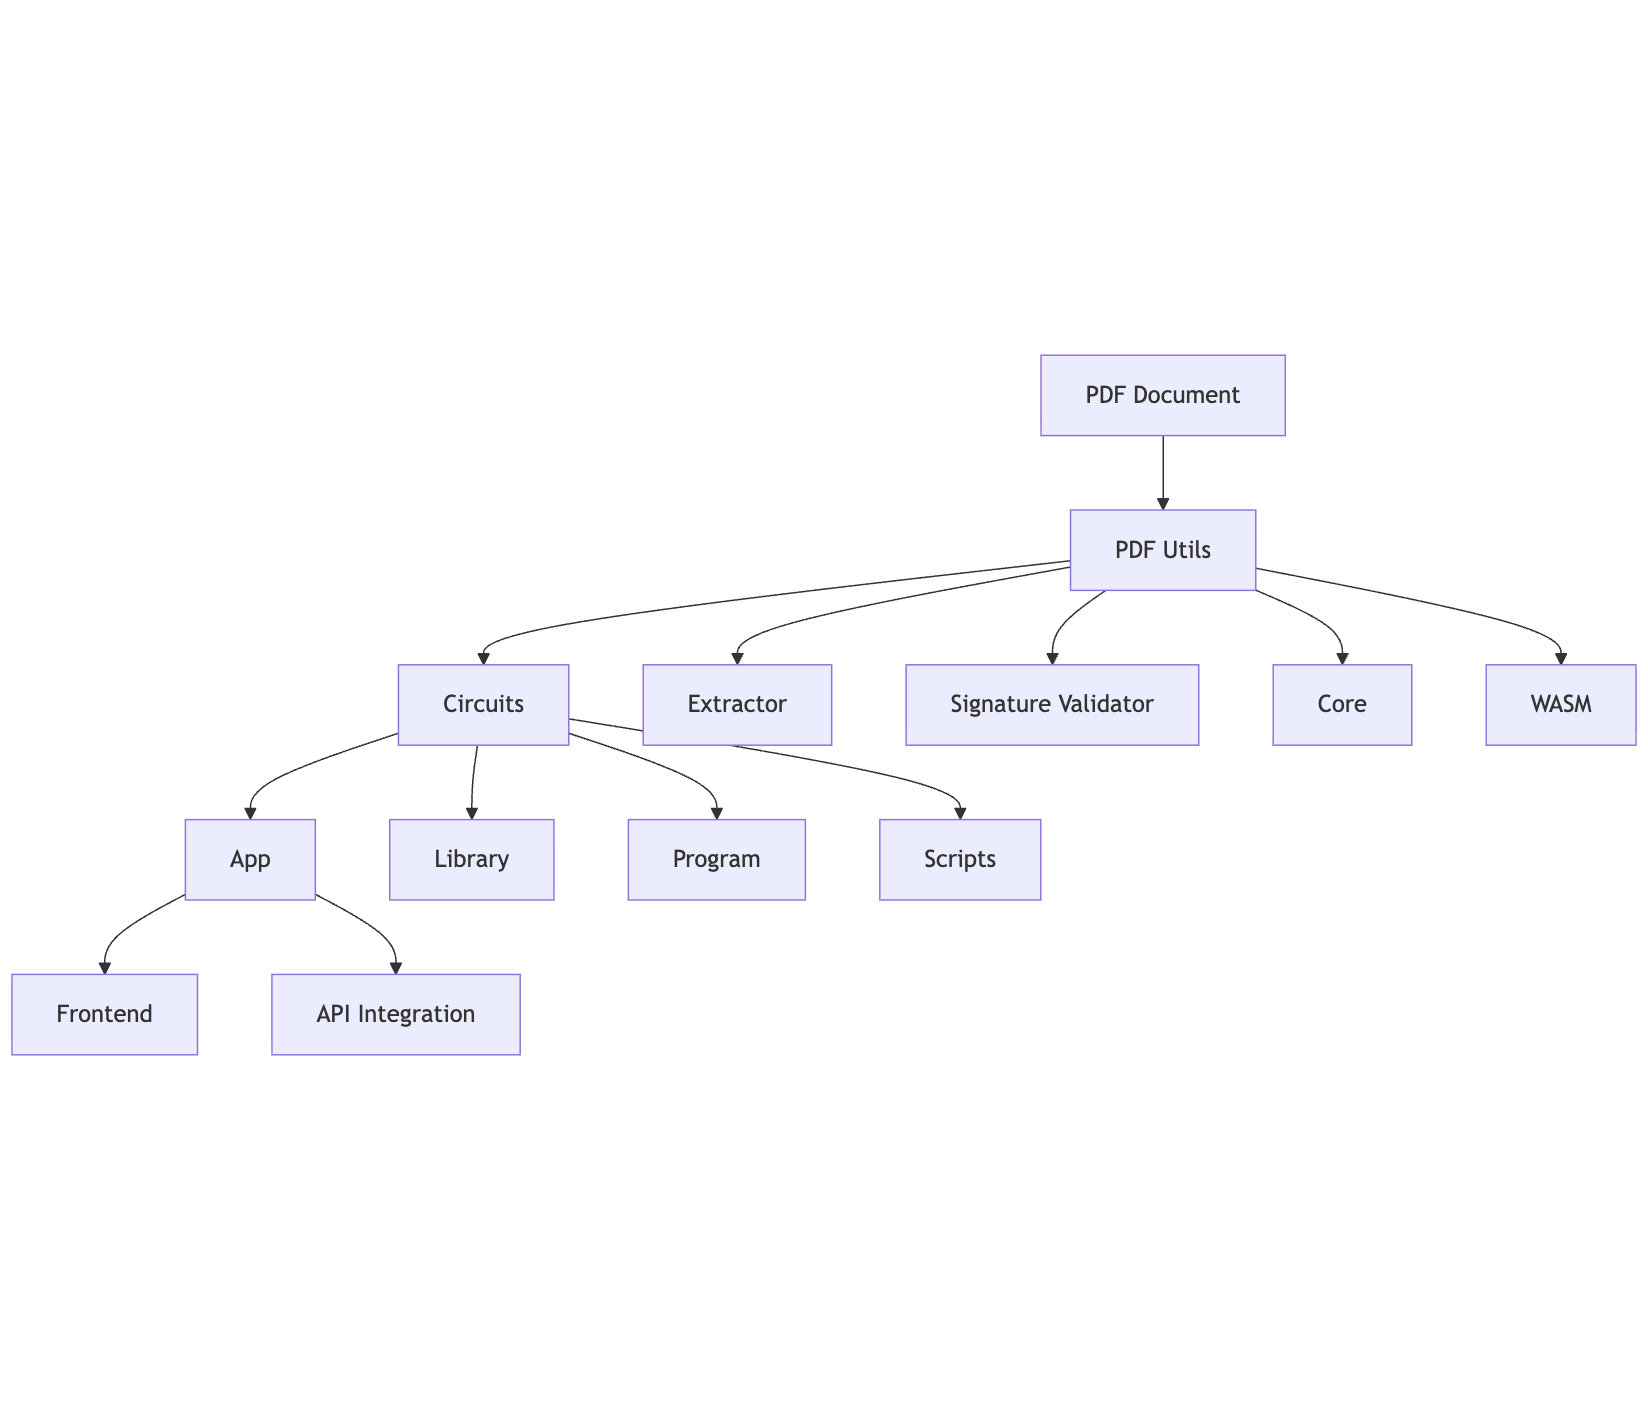 PDF Document
PDF Utils
Circuits
Extractor
Signature Validator
Core
WASM
App
Library
Program
Scripts
Frontend
API Integration